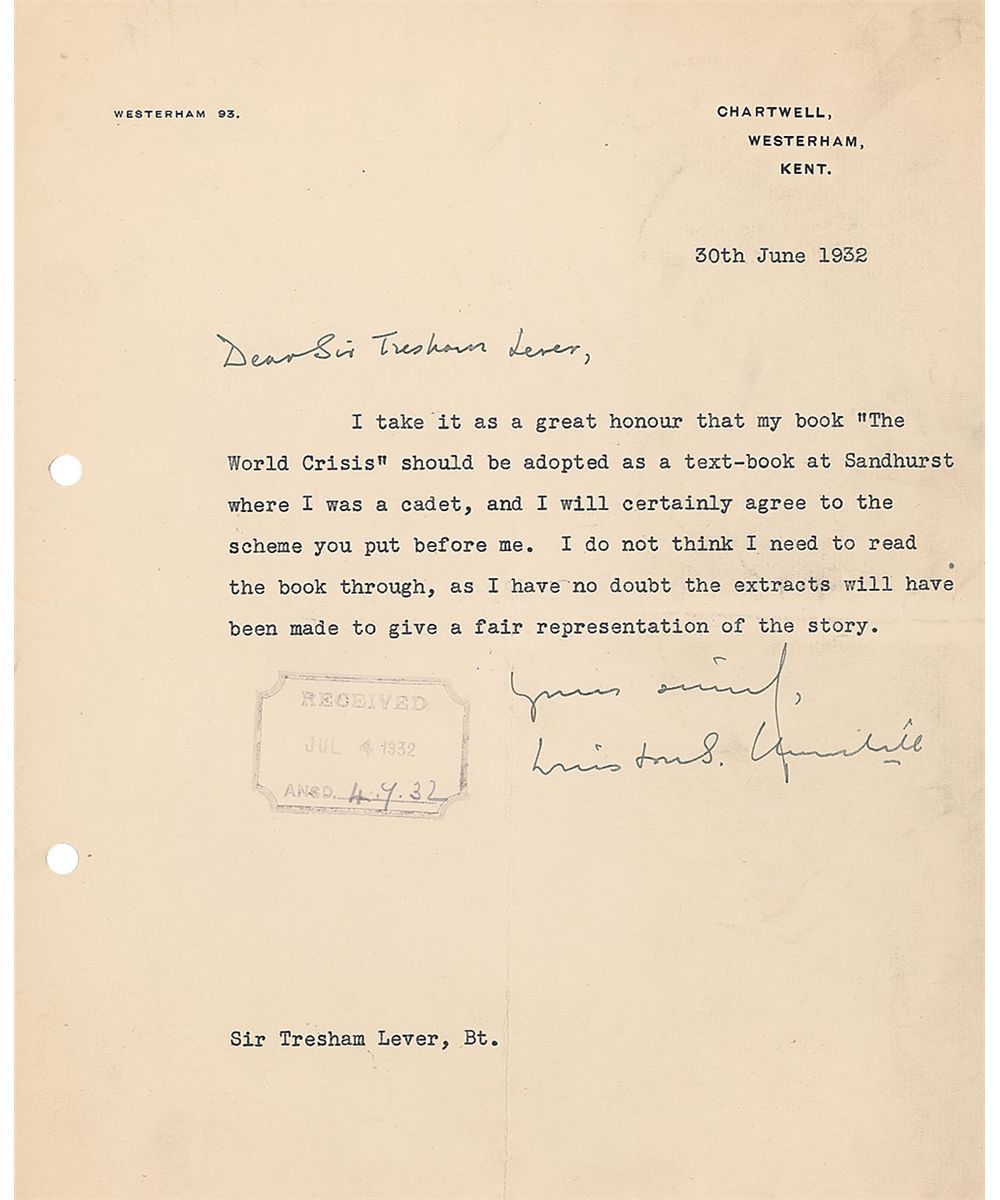 WESTERHAM 93.
CHARTWELL,
WESTERHAM,
KENT.
30th June 1932
Dear Sir Tresham Lever,
I take it as a great honour that my book "The
World Crisis" should be adopted as a text-book at Sandhurst
where I was a cadet, and I will certainly agree to the
scheme you put before me. I do not think I need to read
the book through, as I have no doubt the extracts will have
been made to give a fair representation of the story.
Yours sincerely,
Winston S. Churchill
RECEIVED
JUL 4 1932
ANSD. 4.7.32
Sir Tresham Lever, Bt.